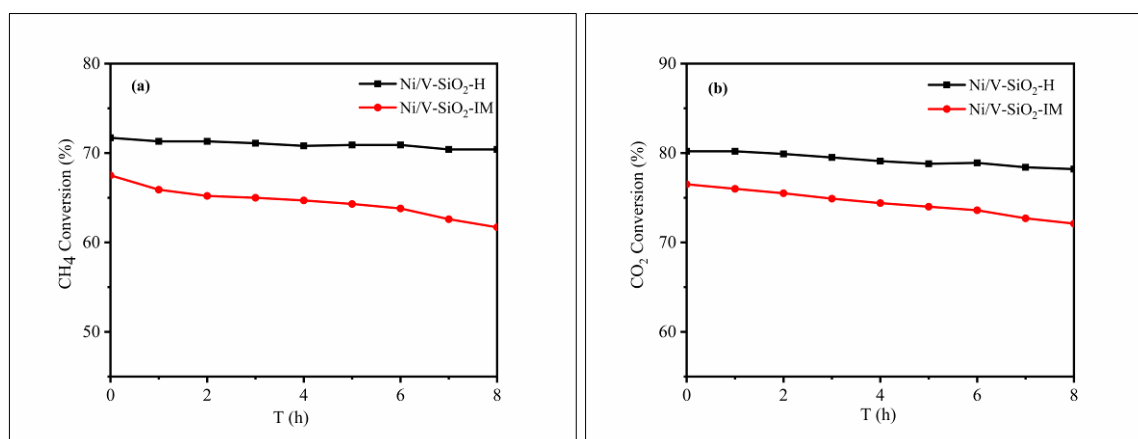 (a)
Ni/V-SiO₂-H
Ni/V-SiO₂-IM
CH4 Conversion (%)
80
70
60
50
0 2 4 6 8
T (h)
(b)
Ni/V-SiO₂-H
Ni/V-SiO₂-IM
CO₂ Conversion (%)
90
80
70
60
0 2 4 6 8
T (h)